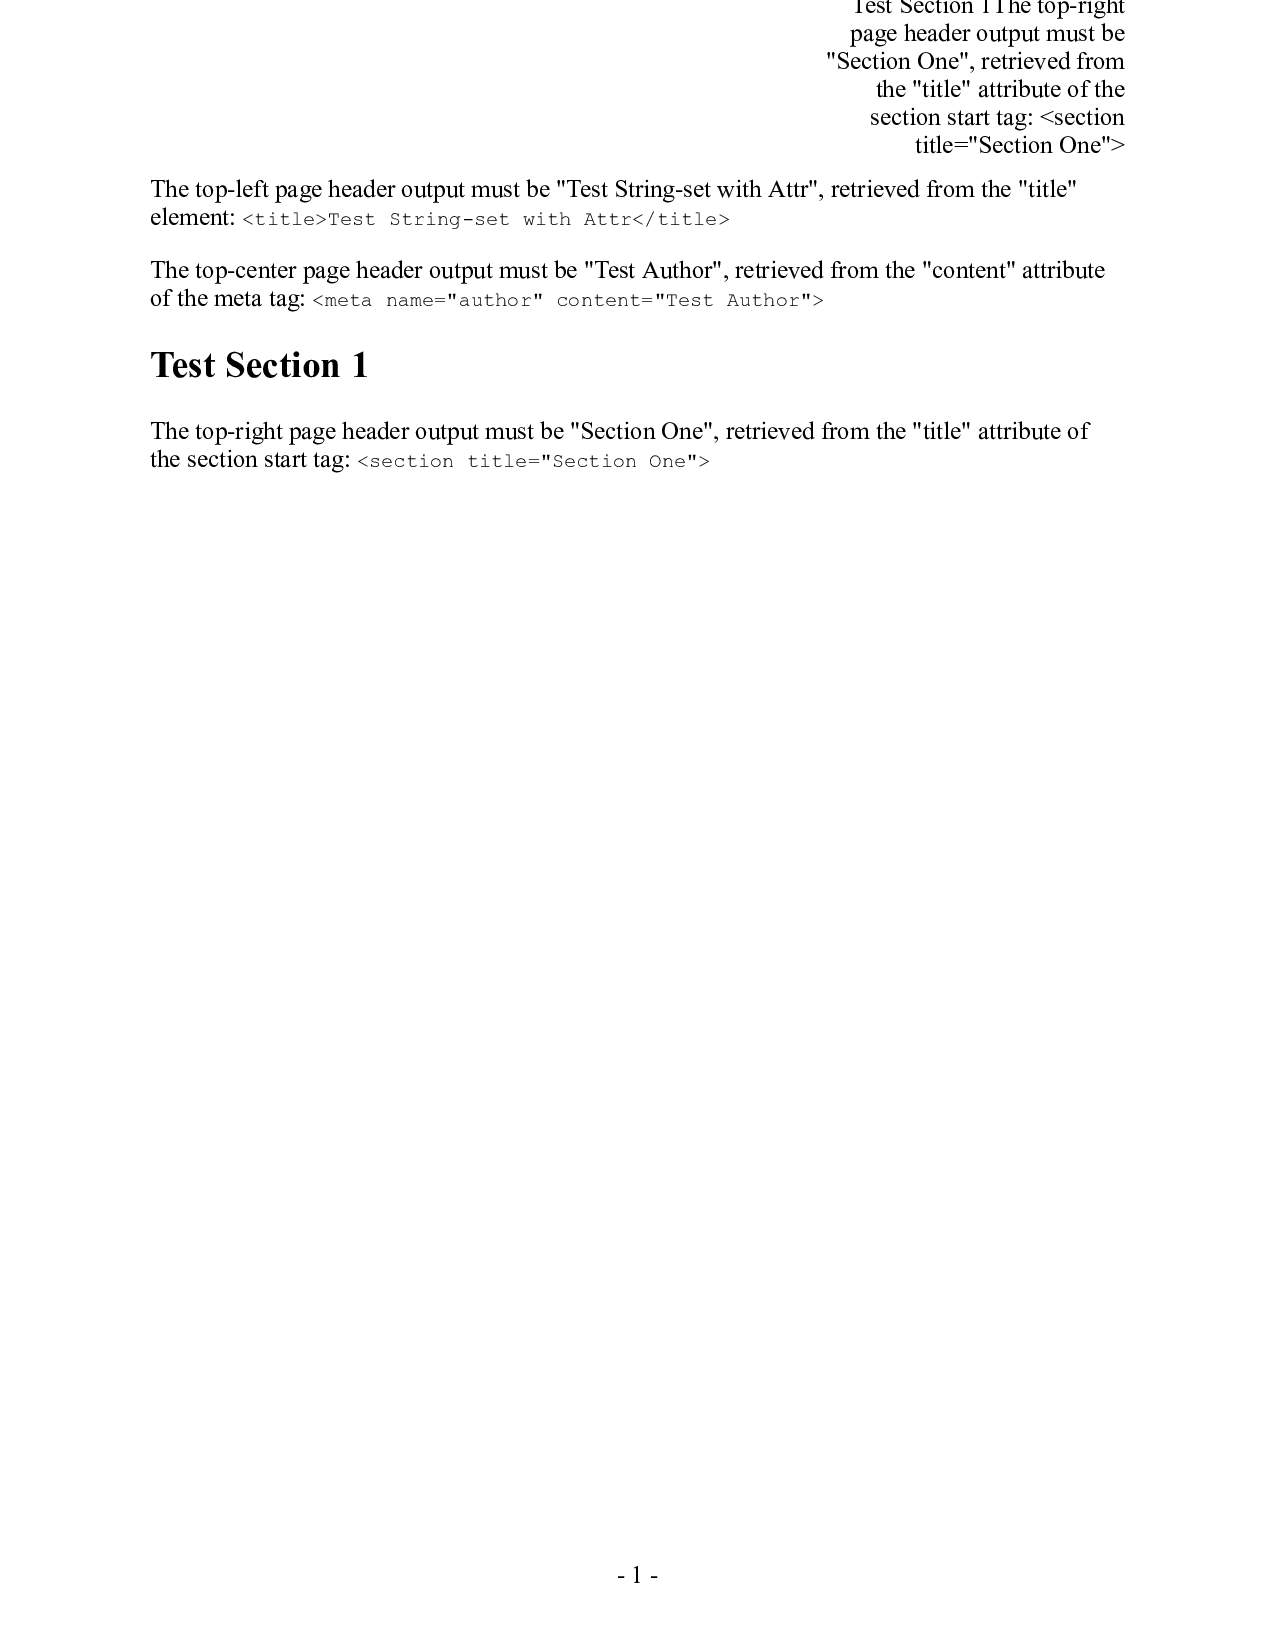 Test Section 1The top-right
page header output must be
"Section One", retrieved from
the "title" attribute of the
section start tag: <section
title="Section One">
The top-left page header output must be "Test String-set with Attr", retrieved from the "title"
element: <title>Test String-set with Attr</title>
The top-center page header output must be "Test Author", retrieved from the "content" attribute
of the meta tag: <meta name="author" content="Test Author">
Test Section 1
The top-right page header output must be "Section One", retrieved from the "title" attribute of
the section start tag: <section title="Section One">
- 1 -